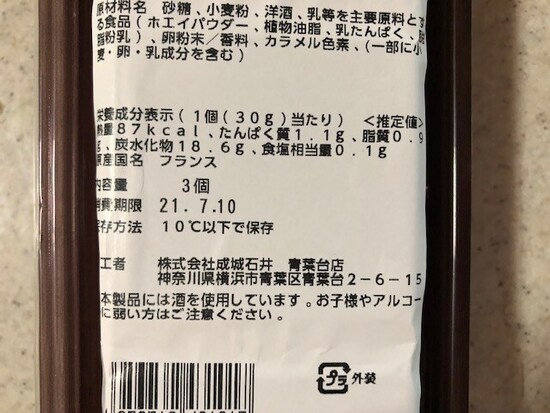 原材料名 砂糖、小麦粉、洋酒、乳等を主要原料とす
る食品(ホエイパウダー、植物油脂、乳たんぱく、
脂粉乳)、卵粉末/香料、カラメル色素、(一部に小
麦・卵・乳成分を含む)
栄養成分表示(1個(30g)当たり) <推定値>
熱量87kcal、たんぱく質1.1g、脂質0.9
g、炭水化物18.6g、食塩相当量0.1g
原産国名 フランス
内容量 3個
消費期限 21.7.10
保存方法 10℃以下で保存
工者 株式会社成城石井 青葉台店
神奈川県横浜市青葉区青葉台2-6-15
本製品には酒を使用しています。お子様やアルコー
に弱い方はご注意ください。
プラ 外装